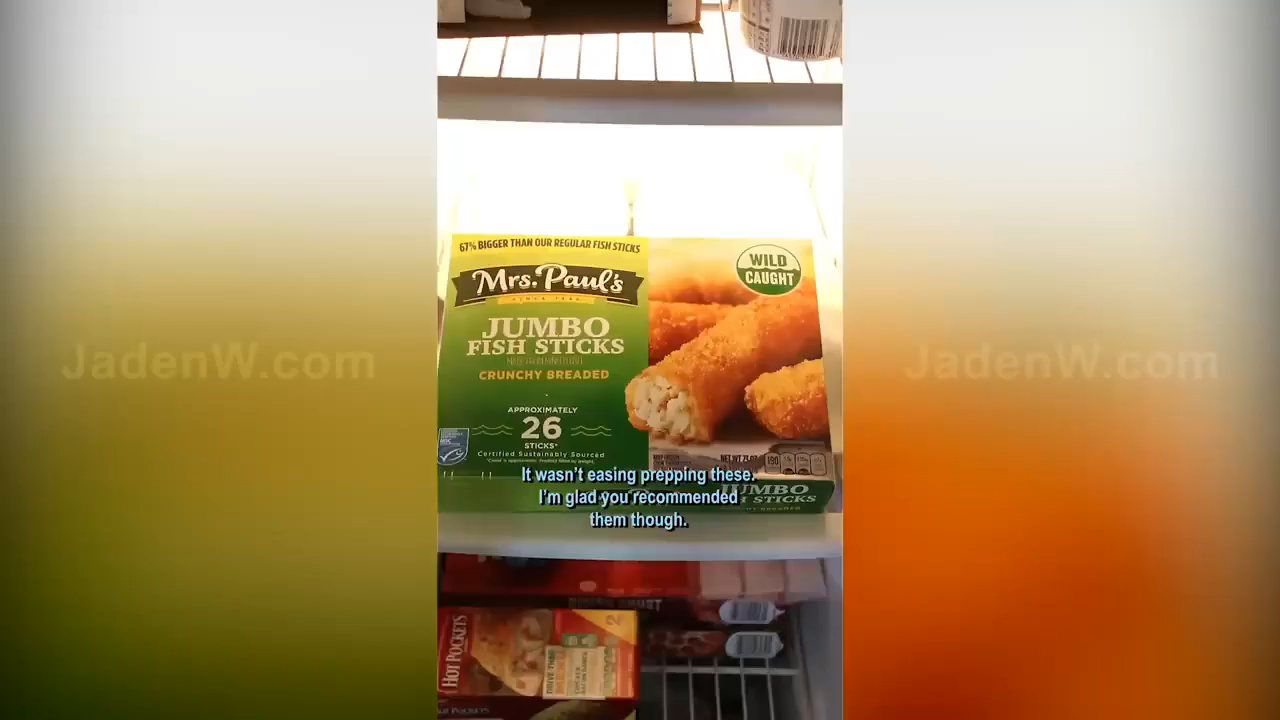 67% BIGGER THAN OUR REGULAR FISH STICKS
Mrs. Paul's
WILD
CAUGHT
JUMBO
FISH STICKS
CRUNCHY BREADED
APPROXIMATELY
26
STICKS*
Certified Sustainably Sourced
JadenW.com
JadenW.com
It wasn't easing prepping these.
I'm glad you recommended
them though.
JUMBO
FISH STICKS
HOT POCKETS
2